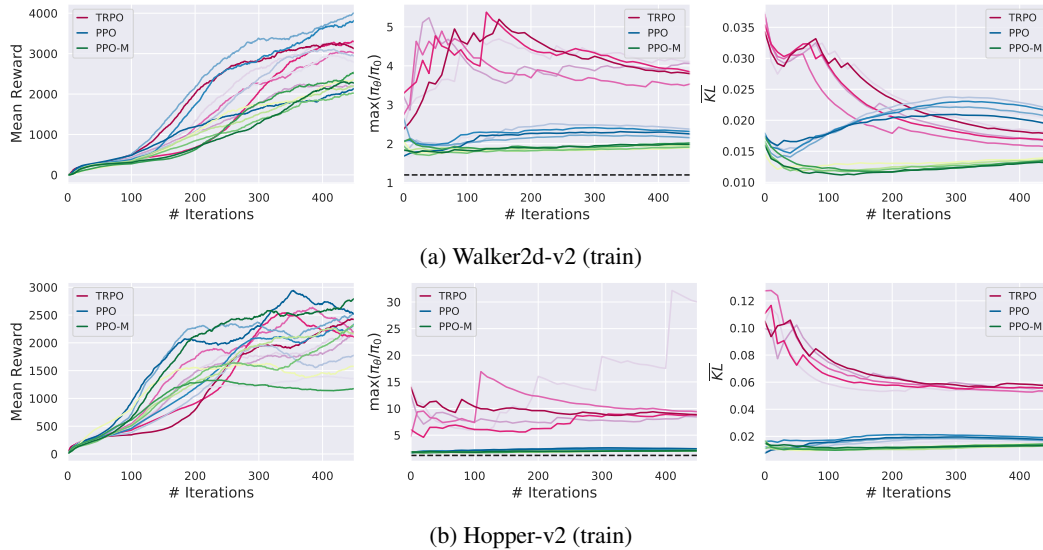 TRPO
PPO
PPO-M
4000
3000
2000
1000
0
Mean Reward
0 100 200 300 400
# Iterations
TRPO
PPO
PPO-M
5
4
3
2
1
max(πθ/π0)
0 100 200 300 400
# Iterations
TRPO
PPO
PPO-M
0.035
0.030
0.025
0.020
0.015
0.010
KL
0 100 200 300 400
# Iterations
(a) Walker2d-v2 (train)
TRPO
PPO
PPO-M
3000
2500
2000
1500
1000
500
0
Mean Reward
0 100 200 300 400
# Iterations
TRPO
PPO
PPO-M
30
25
20
15
10
5
max(πθ/π0)
0 100 200 300 400
# Iterations
TRPO
PPO
PPO-M
0.12
0.10
0.08
0.06
0.04
0.02
KL
0 100 200 300 400
# Iterations
(b) Hopper-v2 (train)